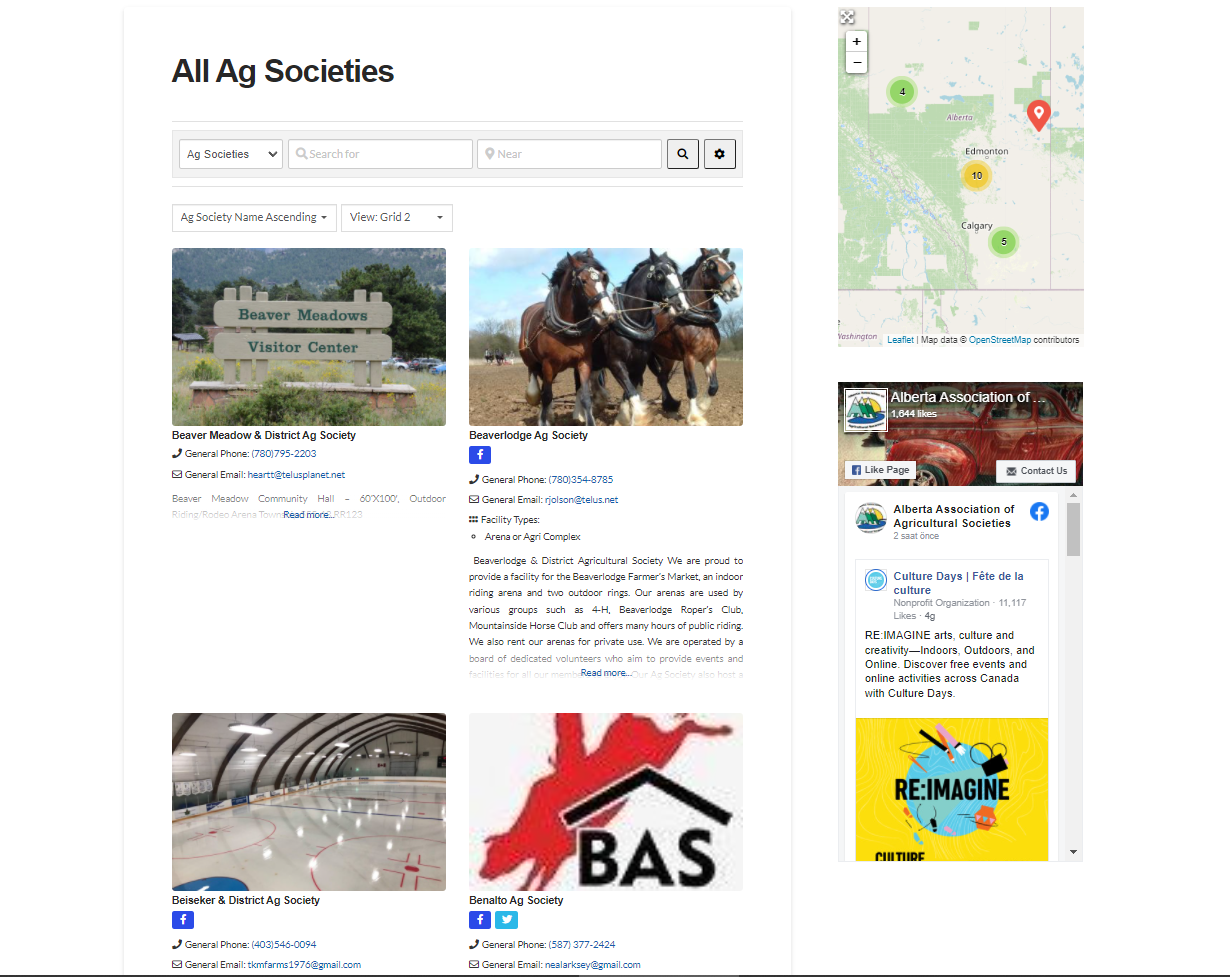 All Ag Societies
Ag Societies
Search for
Near
Ag Society Name Ascending
View: Grid 2
Beaver Meadows
Visitor Center
Beaver Meadow & District Ag Society
General Phone: (780)795-2203
General Email: heartt@telusplanet.net
Beaver Meadow Community Hall – 60'X100', Outdoor
Riding/Rodeo Arena Towns Read more... RR123
Beaverlodge Ag Society
General Phone: (780)354-8785
General Email: rjolson@telus.net
Facility Types:
Arena or Agri Complex
Beaverlodge & District Agricultural Society We are proud to
provide a facility for the Beaverlodge Farmer's Market, an indoor
riding arena and two outdoor rings. Our arenas are used by
various groups such as 4-H, Beaverlodge Roper's Club,
Mountainside Horse Club and offers many hours of public riding.
We also rent our arenas for private use. We are operated by a
board of dedicated volunteers who aim to provide events and
facilities for all our memb Read more... Our Ag Society also host a
Beiseker & District Ag Society
General Phone: (403)546-0094
General Email: tkmfarms1976@gmail.com
BAS
Benalto Ag Society
General Phone: (587) 377-2424
General Email: nealarksey@gmail.com
+
−
4
Alberta
Edmonton
10
Calgary
5
Washington
Leaflet | Map data © OpenStreetMap contributors
Alberta Association of ...
1,644 likes
Like Page
Contact Us
Alberta Association of
Agricultural Societies
2 saat önce
Culture Days | Fête de la
culture
Nonprofit Organization · 11,117
Likes · 4g
RE:IMAGINE arts, culture and
creativity—Indoors, Outdoors, and
Online. Discover free events and
online activities across Canada
with Culture Days.
RE:IMAGINE
CULTURE